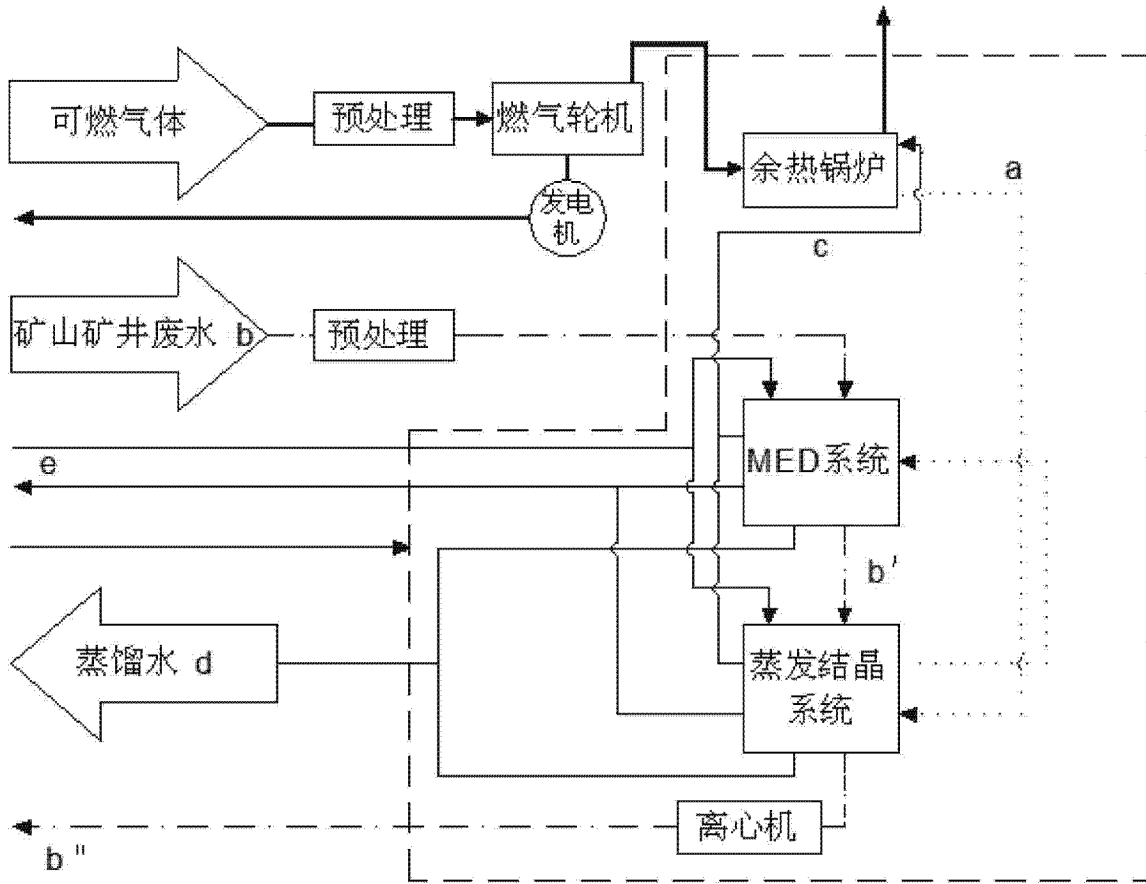 可燃气体
预处理
燃气轮机
余热锅炉
a
发电
机
c
矿山矿井废水 b
预处理
e
MED系统
b'
蒸馏水 d
蒸发结晶
系统
离心机
b"